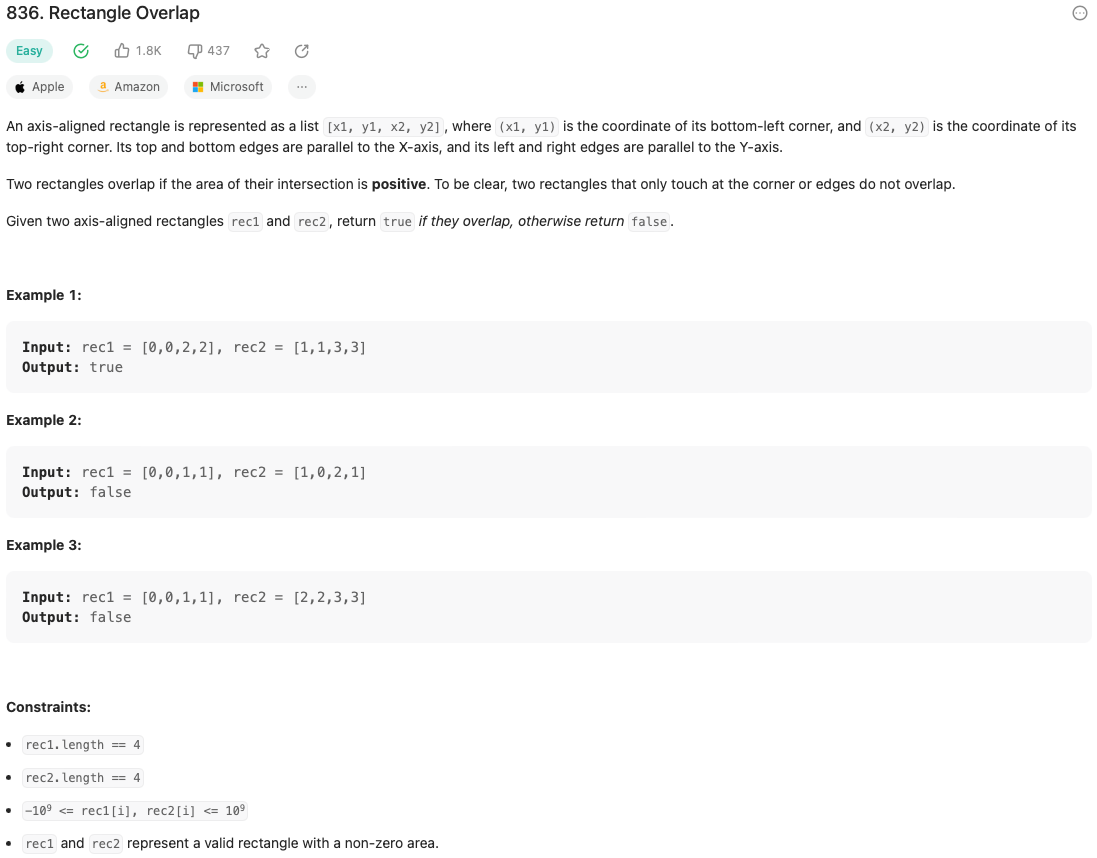 836. Rectangle Overlap
Easy 1.8K 437
Apple Amazon Microsoft ...
An axis-aligned rectangle is represented as a list [x1, y1, x2, y2], where (x1, y1) is the coordinate of its bottom-left corner, and (x2, y2) is the coordinate of its
top-right corner. Its top and bottom edges are parallel to the X-axis, and its left and right edges are parallel to the Y-axis.
Two rectangles overlap if the area of their intersection is positive. To be clear, two rectangles that only touch at the corner or edges do not overlap.
Given two axis-aligned rectangles rec1 and rec2, return true if they overlap, otherwise return false.
Example 1:
Input: rec1 = [0,0,2,2], rec2 = [1,1,3,3]
Output: true
Example 2:
Input: rec1 = [0,0,1,1], rec2 = [1,0,2,1]
Output: false
Example 3:
Input: rec1 = [0,0,1,1], rec2 = [2,2,3,3]
Output: false
Constraints:
• rec1.length == 4
• rec2.length == 4
• -10⁹ <= rec1[i], rec2[i] <= 10⁹
• rec1 and rec2 represent a valid rectangle with a non-zero area.